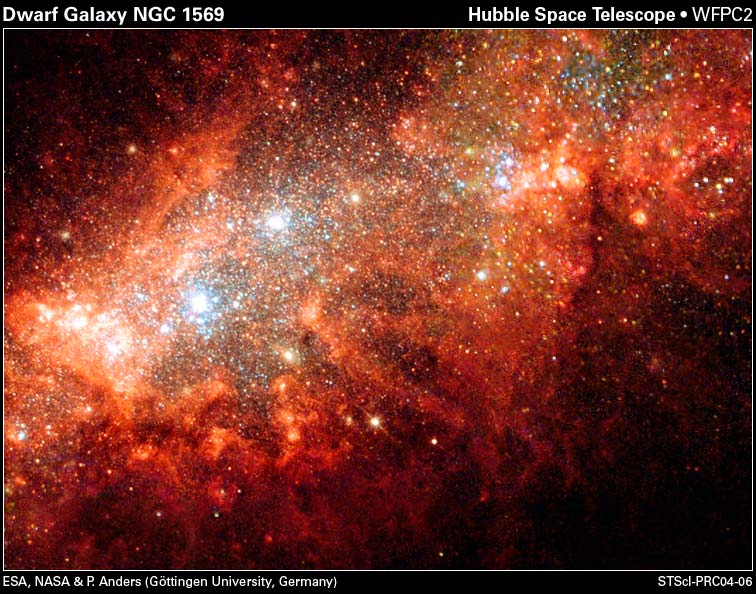 Dwarf Galaxy NGC 1569
Hubble Space Telescope • WFPC2
ESA, NASA & P. Anders (Göttingen University, Germany)
STScI-PRC04-06